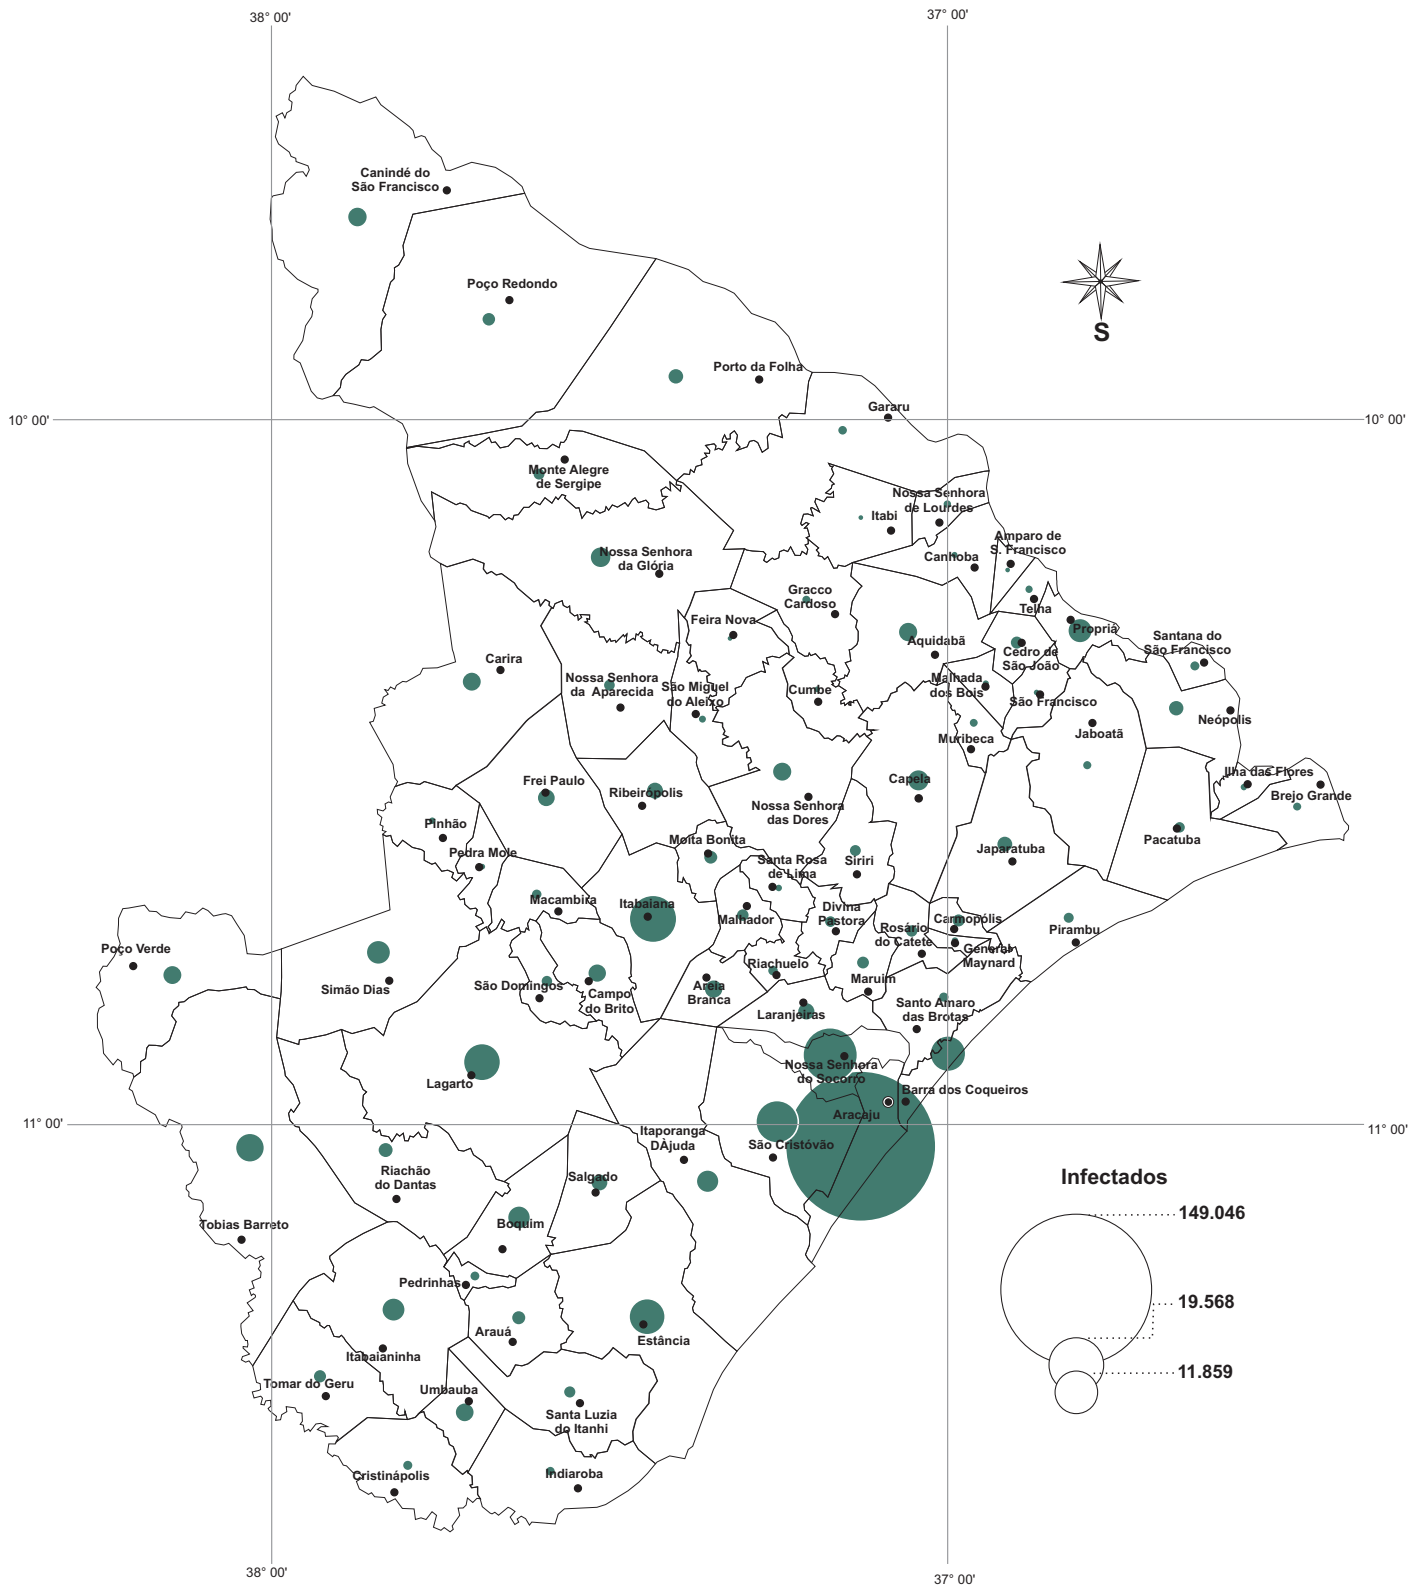 38° 00'
37° 00'
Canindé do
São Francisco
Poço Redondo
S
Porto da Folha
Gararu
10° 00'
10° 00'
Monte Alegre
de Sergipe
Nossa Senhora
de Lourdes
Itabi
Nossa Senhora
da Glória
Canhoba
Amparo de
S. Francisco
Gracco
Cardoso
Telha
Feira Nova
Propriá
Aquidabã
Cedro de
São João
Santana do
São Francisco
Carira
Nossa Senhora
da Aparecida
São Miguel
do Aleixo
Cumbe
Malhada
dos Bois
São Francisco
Neópolis
Jaboatã
Muribeca
Frei Paulo
Ribeirópolis
Nossa Senhora
das Dores
Capela
Ilha das Flores
Brejo Grande
Pinhão
Pedra Mole
Moita Bonita
Santa Rosa
de Lima
Siriri
Japaratuba
Pacatuba
Macambira
Itabaiana
Malhador
Divina
Pastora
Rosário
do Catete
Carmopólis
General
Maynard
Pirambu
Poço Verde
Simão Dias
São Domingos
Campo
do Brito
Areia
Branca
Riachuelo
Maruim
Laranjeiras
Santo Amaro
das Brotas
Lagarto
Nossa Senhora
do Socorro
Barra dos Coqueiros
Aracaju
11° 00'
11° 00'
Itaporanga
DÀjuda
São Cristóvão
Riachão
do Dantas
Salgado
Infectados
149.046
Tobias Barreto
Boquim
Pedrinhas
19.568
Arauá
Estância
Itabaianinha
11.859
Tomar do Geru
Umbauba
Santa Luzia
do Itanhi
Cristinápolis
Indiaroba
38° 00'
37° 00'